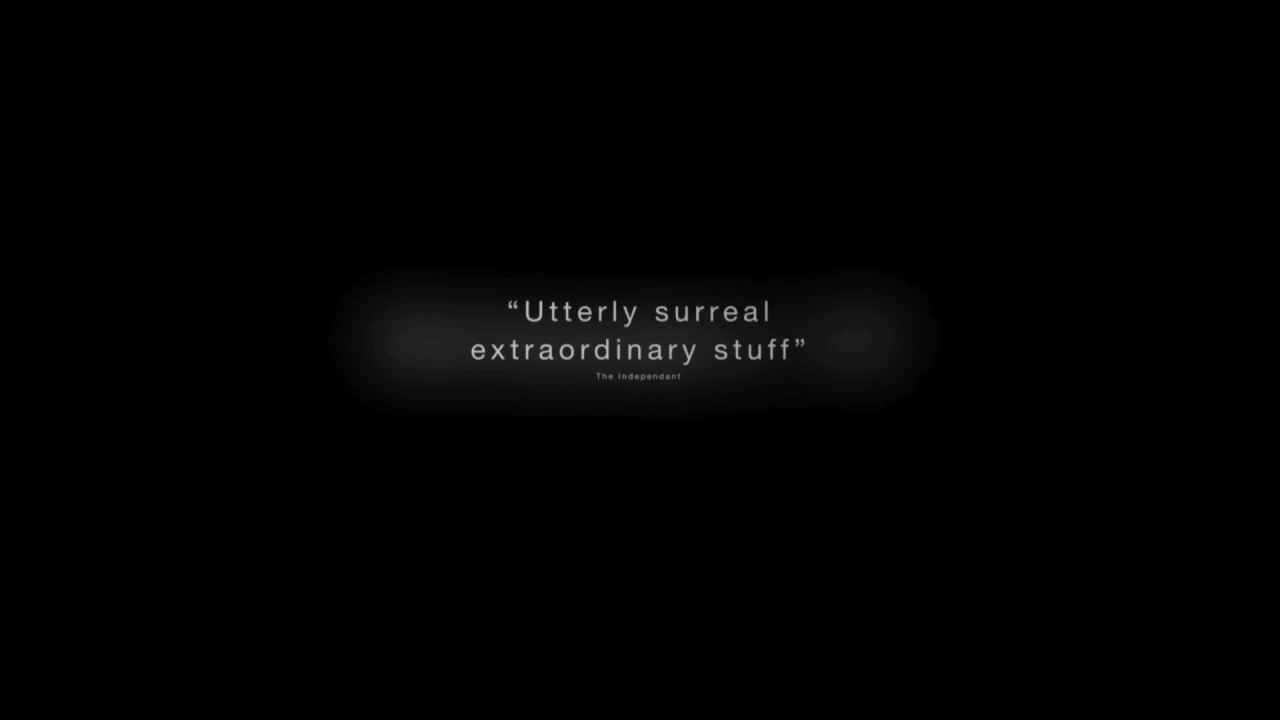 “Utterly surreal
extraordinary stuff”
The Independant